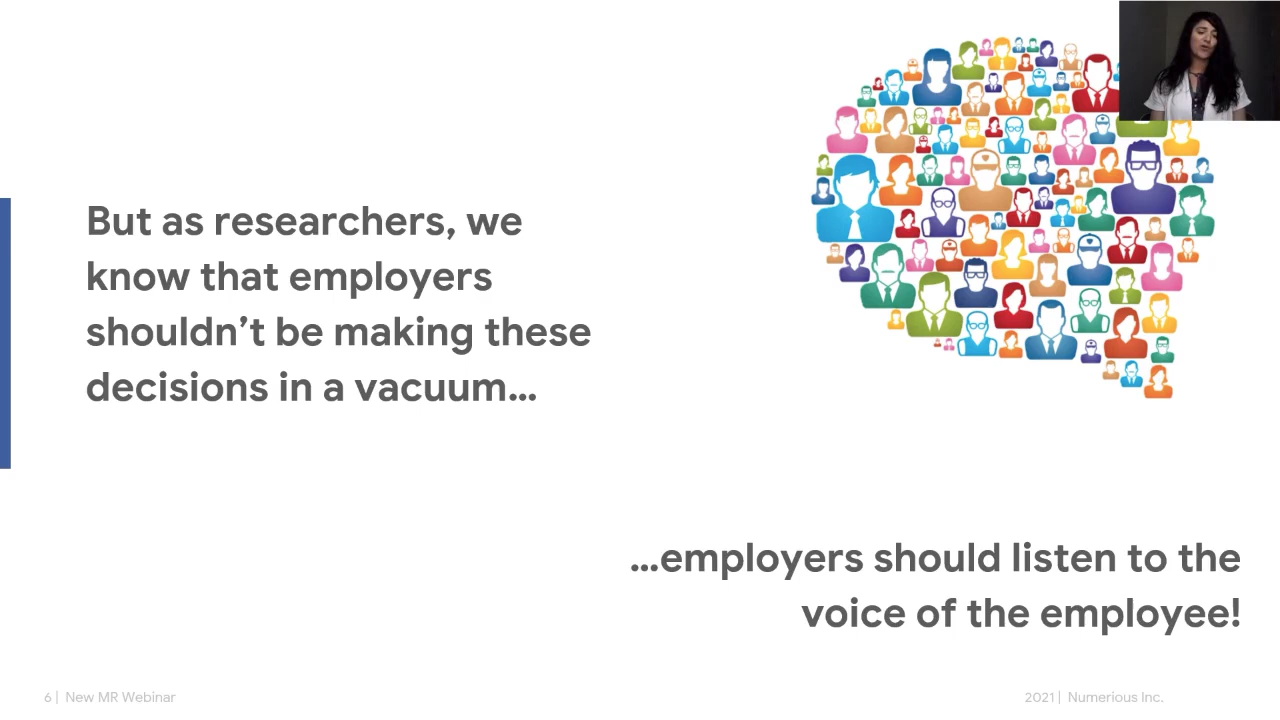 But as researchers, we
know that employers
shouldn’t be making these
decisions in a vacuum…
…employers should listen to the
voice of the employee!
6 | New MR Webinar
2021 | Numerious Inc.